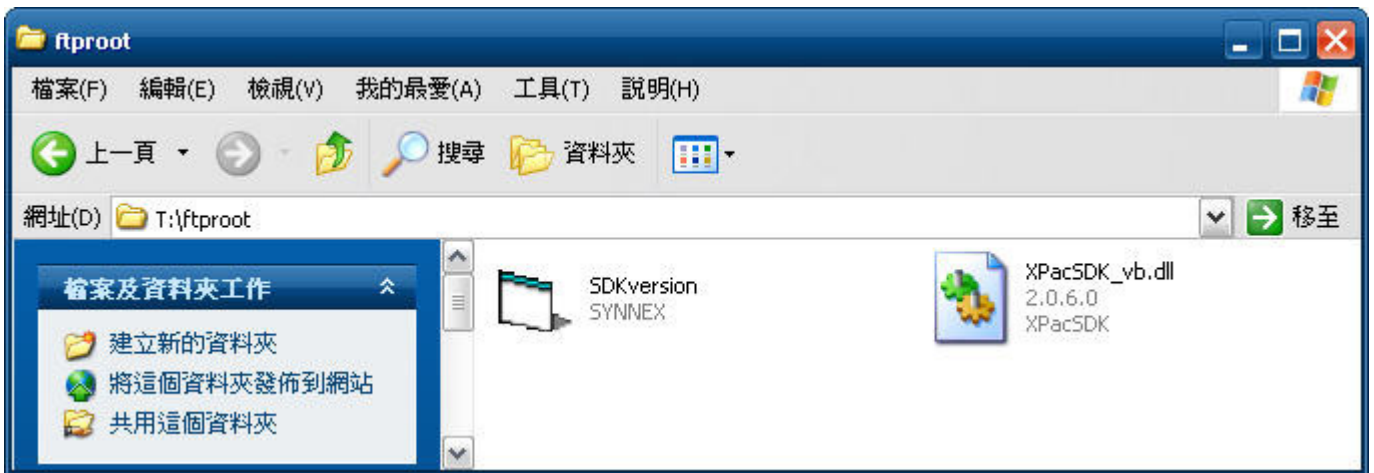 ftproot
檔案(F) 編輯(E) 檢視(V) 我的最愛(A) 工具(T) 說明(H)
上一頁 搜尋 資料夾
網址(D) T:\ftproot 移至
檔案及資料夾工作
建立新的資料夾
將這個資料夾發佈到網站
共用這個資料夾
SDKversion
SYNNEX
XPacSDK_vb.dll
2.0.6.0
XPacSDK